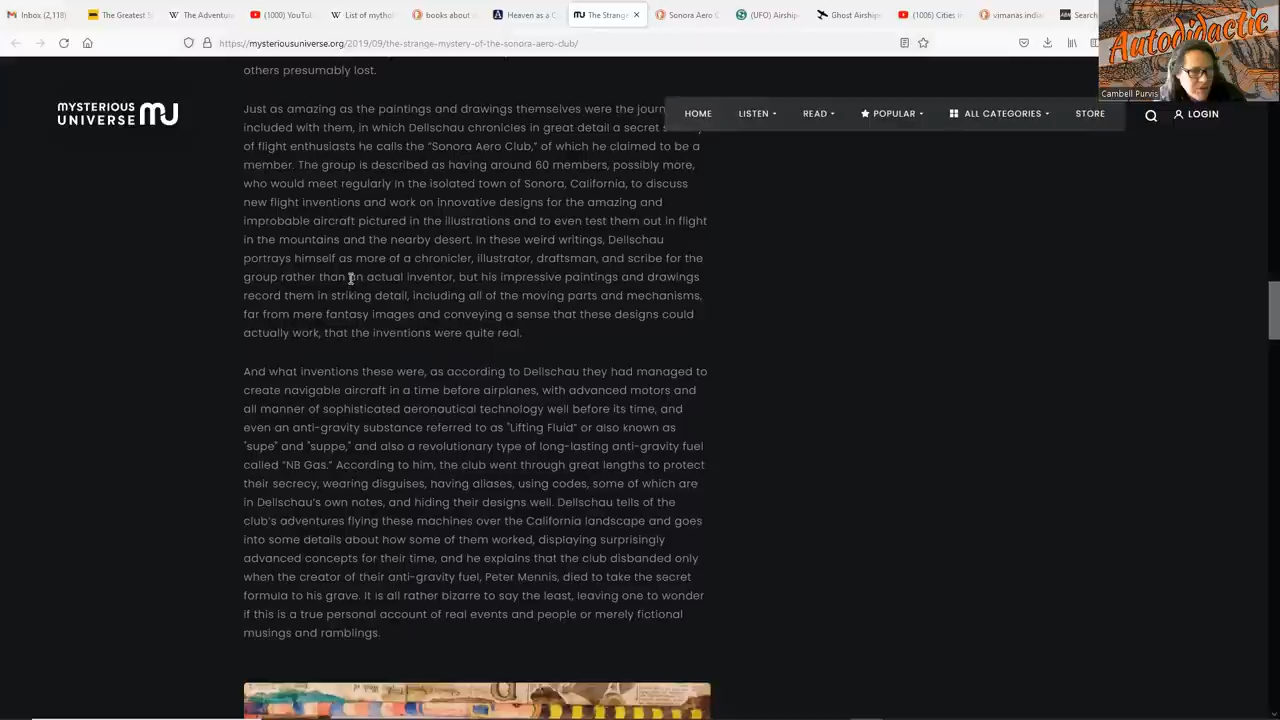 Inbox (2,118)
The Greatest S
The Adventur
(1000) YouTu
List of mythol
books about
Heaven as a C
The Strange
Sonora Aero C
(UFO) Airship
Ghost Airships
(1006) Cities i
vimanas india
Search
https://mysteriousuniverse.org/2019/09/the-strange-mystery-of-the-sonora-aero-club/
Autodidactic
Cambell Purvis
MYSTERIOUS
UNIVERSE MU
HOME LISTEN READ POPULAR ALL CATEGORIES STORE LOGIN
others presumably lost.
Just as amazing as the paintings and drawings themselves were the journ
included with them, in which Dellschau chronicles in great detail a secret s
of flight enthusiasts he calls the “Sonora Aero Club,” of which he claimed to be a
member. The group is described as having around 60 members, possibly more,
who would meet regularly in the isolated town of Sonora, California, to discuss
new flight inventions and work on innovative designs for the amazing and
improbable aircraft pictured in the illustrations and to even test them out in flight
in the mountains and the nearby desert. In these weird writings, Dellschau
portrays himself as more of a chronicler, illustrator, draftsman, and scribe for the
group rather than an actual inventor, but his impressive paintings and drawings
record them in striking detail, including all of the moving parts and mechanisms,
far from mere fantasy images and conveying a sense that these designs could
actually work, that the inventions were quite real.
And what inventions these were, as according to Dellschau they had managed to
create navigable aircraft in a time before airplanes, with advanced motors and
all manner of sophisticated aeronautical technology well before its time, and
even an anti-gravity substance referred to as "Lifting Fluid” or also known as
"supe" and "suppe," and also a revolutionary type of long-lasting anti-gravity fuel
called “NB Gas.” According to him, the club went through great lengths to protect
their secrecy, wearing disguises, having aliases, using codes, some of which are
in Dellschau’s own notes, and hiding their designs well. Dellschau tells of the
club’s adventures flying these machines over the California landscape and goes
into some details about how some of them worked, displaying surprisingly
advanced concepts for their time, and he explains that the club disbanded only
when the creator of their anti-gravity fuel, Peter Mennis, died to take the secret
formula to his grave. It is all rather bizarre to say the least, leaving one to wonder
if this is a true personal account of real events and people or merely fictional
musings and ramblings.